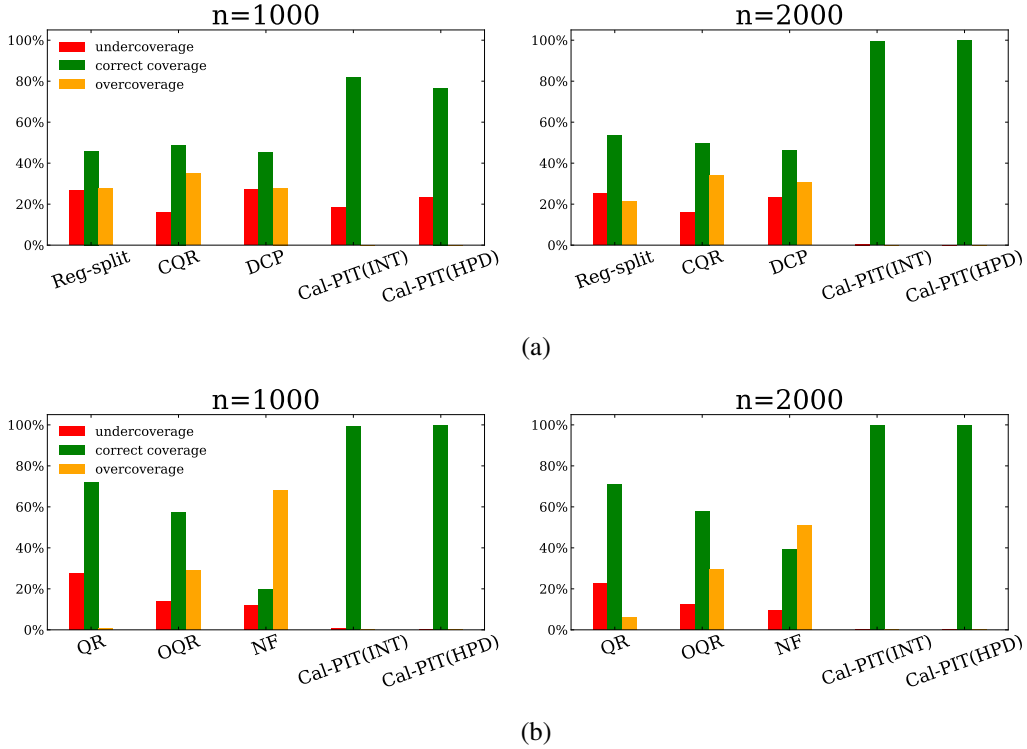 n=1000
n=2000
100%
80%
60%
40%
20%
0%
undercoverage
correct coverage
overcoverage
Reg-split
CQR
DCP
Cal-PIT(INT)
Cal-PIT(HPD)
100%
80%
60%
40%
20%
0%
Reg-split
CQR
DCP
Cal-PIT(INT)
Cal-PIT(HPD)
(a)
n=1000
n=2000
100%
80%
60%
40%
20%
0%
undercoverage
correct coverage
overcoverage
QR
OQR
NF
Cal-PIT(INT)
Cal-PIT(HPD)
100%
80%
60%
40%
20%
0%
QR
OQR
NF
Cal-PIT(INT)
Cal-PIT(HPD)
(b)